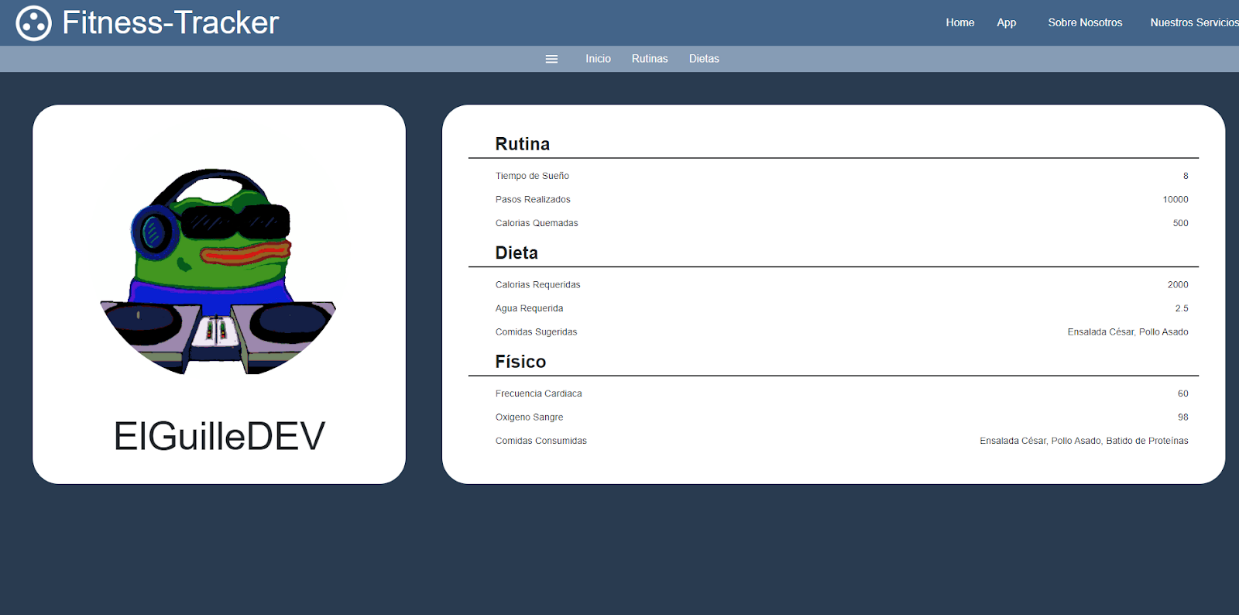 Fitness-Tracker
Home App Sobre Nosotros Nuestros Servicios
Inicio Rutinas Dietas
ElGuilleDEV
Rutina
Tiempo de Sueño 8
Pasos Realizados 10000
Calorias Quemadas 500
Dieta
Calorías Requeridas 2000
Agua Requerida 2.5
Comidas Sugeridas Ensalada César, Pollo Asado
Físico
Frecuencia Cardiaca 60
Oxigeno Sangre 98
Comidas Consumidas Ensalada César, Pollo Asado, Batido de Proteínas